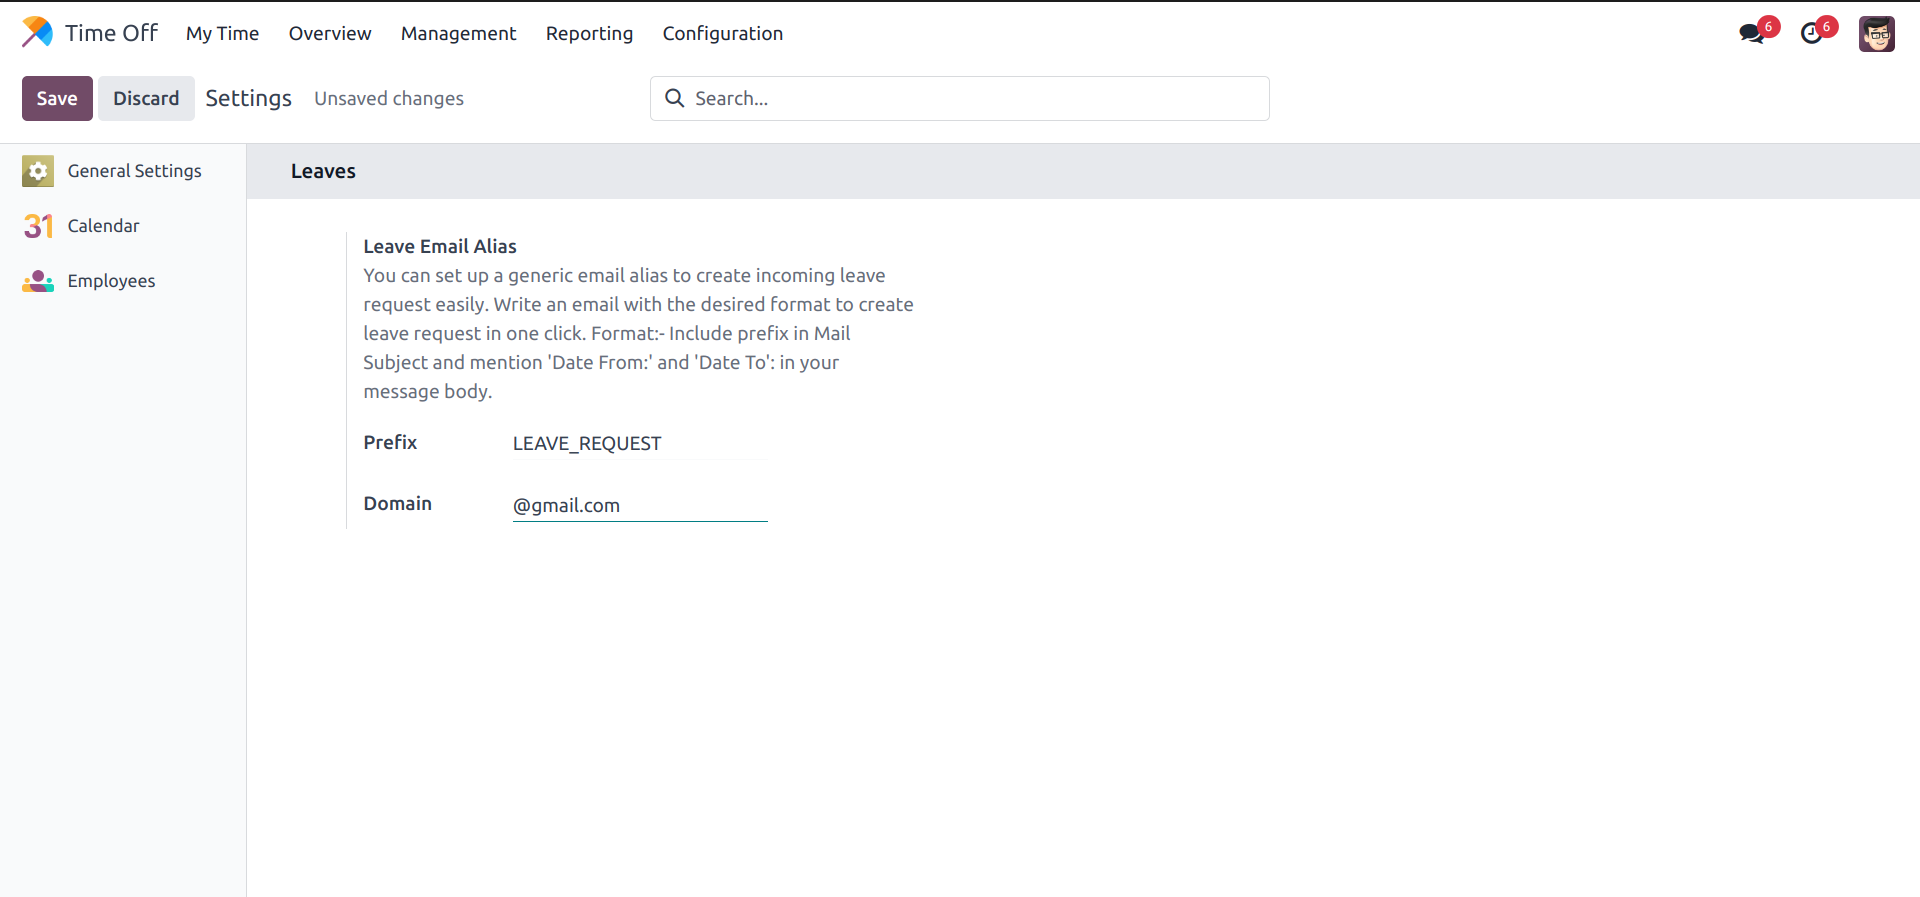 Time Off My Time Overview Management Reporting Configuration 6 6
Save Discard Settings Unsaved changes Search...
General Settings
Calendar
Employees
31
Leaves
Leave Email Alias
You can set up a generic email alias to create incoming leave
request easily. Write an email with the desired format to create
leave request in one click. Format:- Include prefix in Mail
Subject and mention 'Date From:' and 'Date To': in your
message body.
Prefix LEAVE_REQUEST
Domain @gmail.com